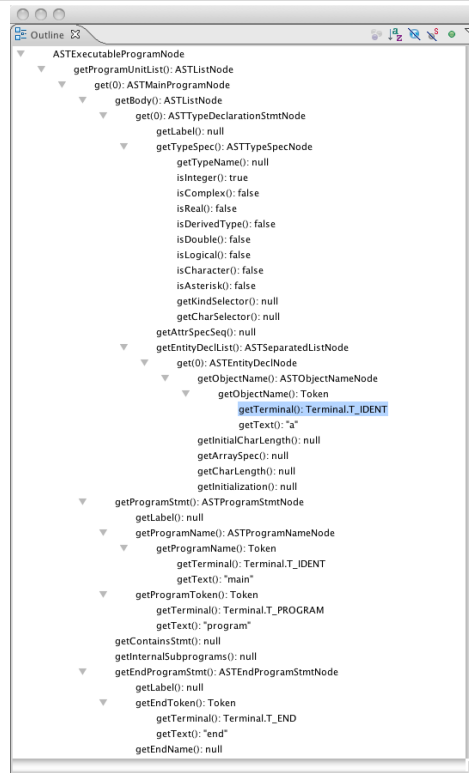 Outline
ASTExecutableProgramNode
getProgramUnitList(): ASTListNode
get(0): ASTMainProgramNode
getBody(): ASTListNode
get(0): ASTTypeDeclarationStmtNode
getLabel(): null
getTypeSpec(): ASTTypeSpecNode
getTypeName(): null
isInteger(): true
isComplex(): false
isReal(): false
isDerivedType(): false
isDouble(): false
isLogical(): false
isCharacter(): false
isAsterisk(): false
getKindSelector(): null
getCharSelector(): null
getAttrSpecSeq(): null
getEntityDeclList(): ASTSeparatedListNode
get(0): ASTEntityDeclNode
getObjectName(): ASTObjectNameNode
getObjectName(): Token
getTerminal(): Terminal.T_IDENT
getText(): "a"
getInitialCharLength(): null
getArraySpec(): null
getCharLength(): null
getInitialization(): null
getProgramStmt(): ASTProgramStmtNode
getLabel(): null
getProgramName(): ASTProgramNameNode
getProgramName(): Token
getTerminal(): Terminal.T_IDENT
getText(): "main"
getProgramToken(): Token
getTerminal(): Terminal.T_PROGRAM
getText(): "program"
getContainsStmt(): null
getInternalSubprograms(): null
getEndProgramStmt(): ASTEndProgramStmtNode
getLabel(): null
getEndToken(): Token
getTerminal(): Terminal.T_END
getText(): "end"
getEndName(): null